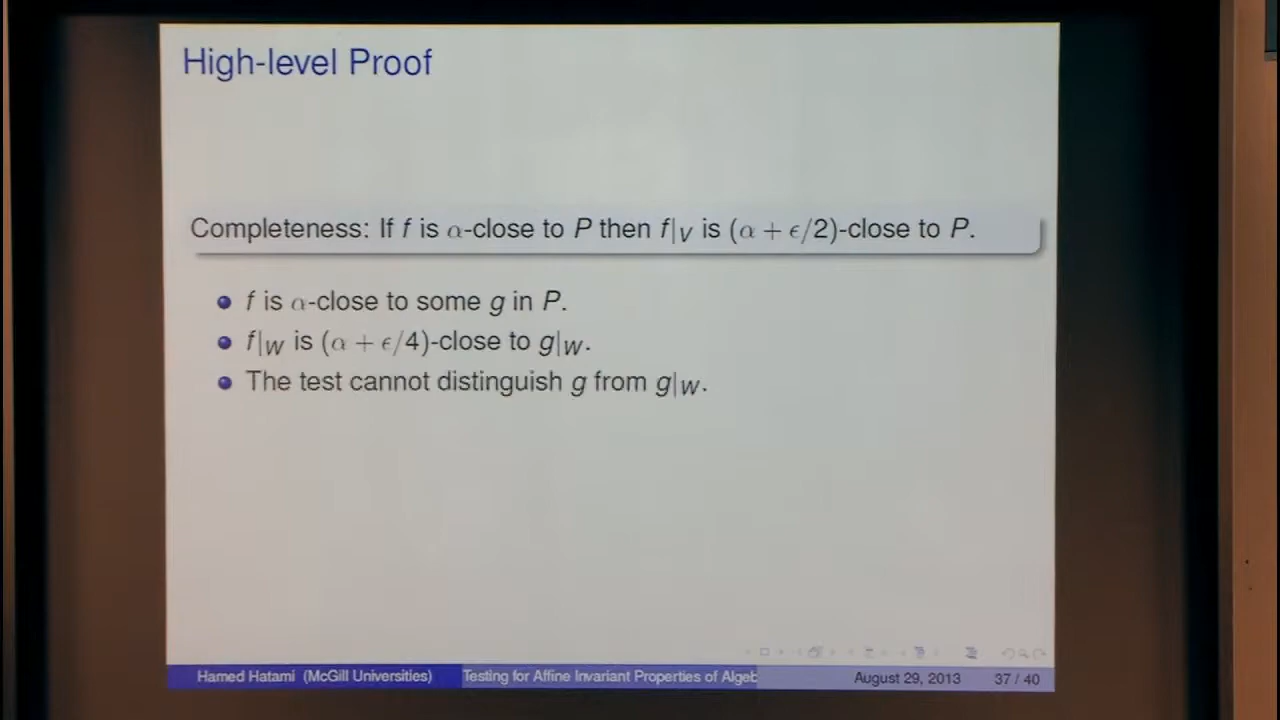 High-level Proof
Completeness: If f is α-close to P then f|V is (α + ϵ/2)-close to P.
f is α-close to some g in P.
f|W is (α + ϵ/4)-close to g|W.
The test cannot distinguish g from g|W.
Hamed Hatami (McGill Universities) Testing for Affine Invariant Properties of Algeb August 29, 2013 37 / 40